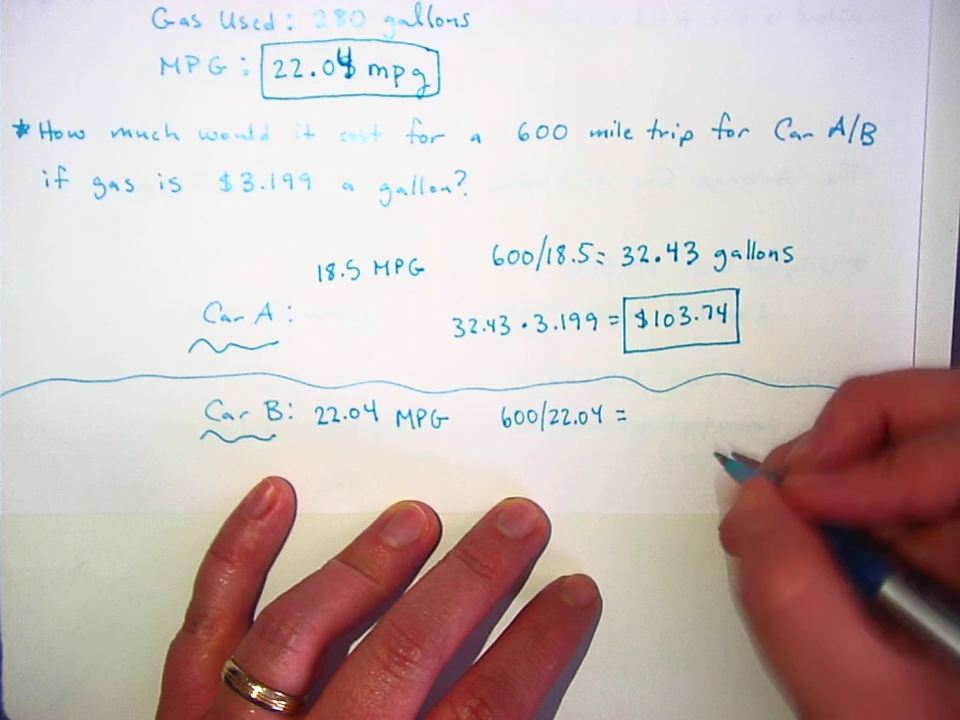 Gas Used: 280 gallons
MPG: 22.04 mpg
*How much would it cost for a 600 mile trip for Car A/B
if gas is $3.199 a gallon?
18.5 MPG 600/18.5 = 32.43 gallons
Car A: 32.43 · 3.199 = $103.74
Car B: 22.04 MPG 600/22.04 =